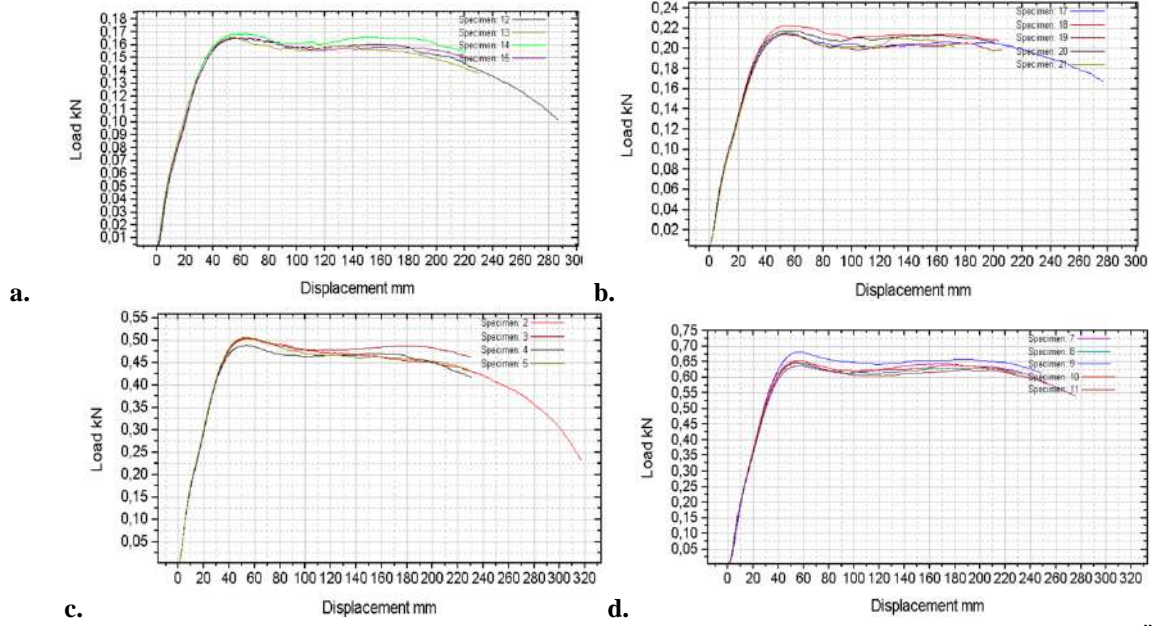 0,18
0,17
0,16
0,15
0,14
0,13
0,12
0,11
0,10
0,09
0,08
0,07
0,06
0,05
0,04
0,03
0,02
0,01
Load kN
Specimen: 12
Specimen: 13
Specimen: 14
Specimen: 15
0 20 40 60 80 100 120 140 160 180 200 220 240 260 280 300
Displacement mm
a.
0,24
0,22
0,20
0,18
0,16
0,14
0,12
0,10
0,08
0,06
0,04
0,02
Load kN
Specimen: 17
Specimen: 18
Specimen: 19
Specimen: 20
Specimen: 21
0 20 40 60 80 100 120 140 160 180 200 220 240 260 280 300
Displacement mm
b.
0,55
0,50
0,45
0,40
0,35
0,30
0,25
0,20
0,15
0,10
0,05
Load kN
Specimen: 2
Specimen: 3
Specimen: 4
Specimen: 5
0 20 40 60 80 100 120 140 160 180 200 220 240 260 280 300 320
Displacement mm
c.
0,75
0,70
0,65
0,60
0,55
0,50
0,45
0,40
0,35
0,30
0,25
0,20
0,15
0,10
0,05
Load kN
Specimen: 7
Specimen: 8
Specimen: 9
Specimen: 10
Specimen: 11
0 20 40 60 80 100 120 140 160 180 200 220 240 260 280 300 320
Displacement mm
d.